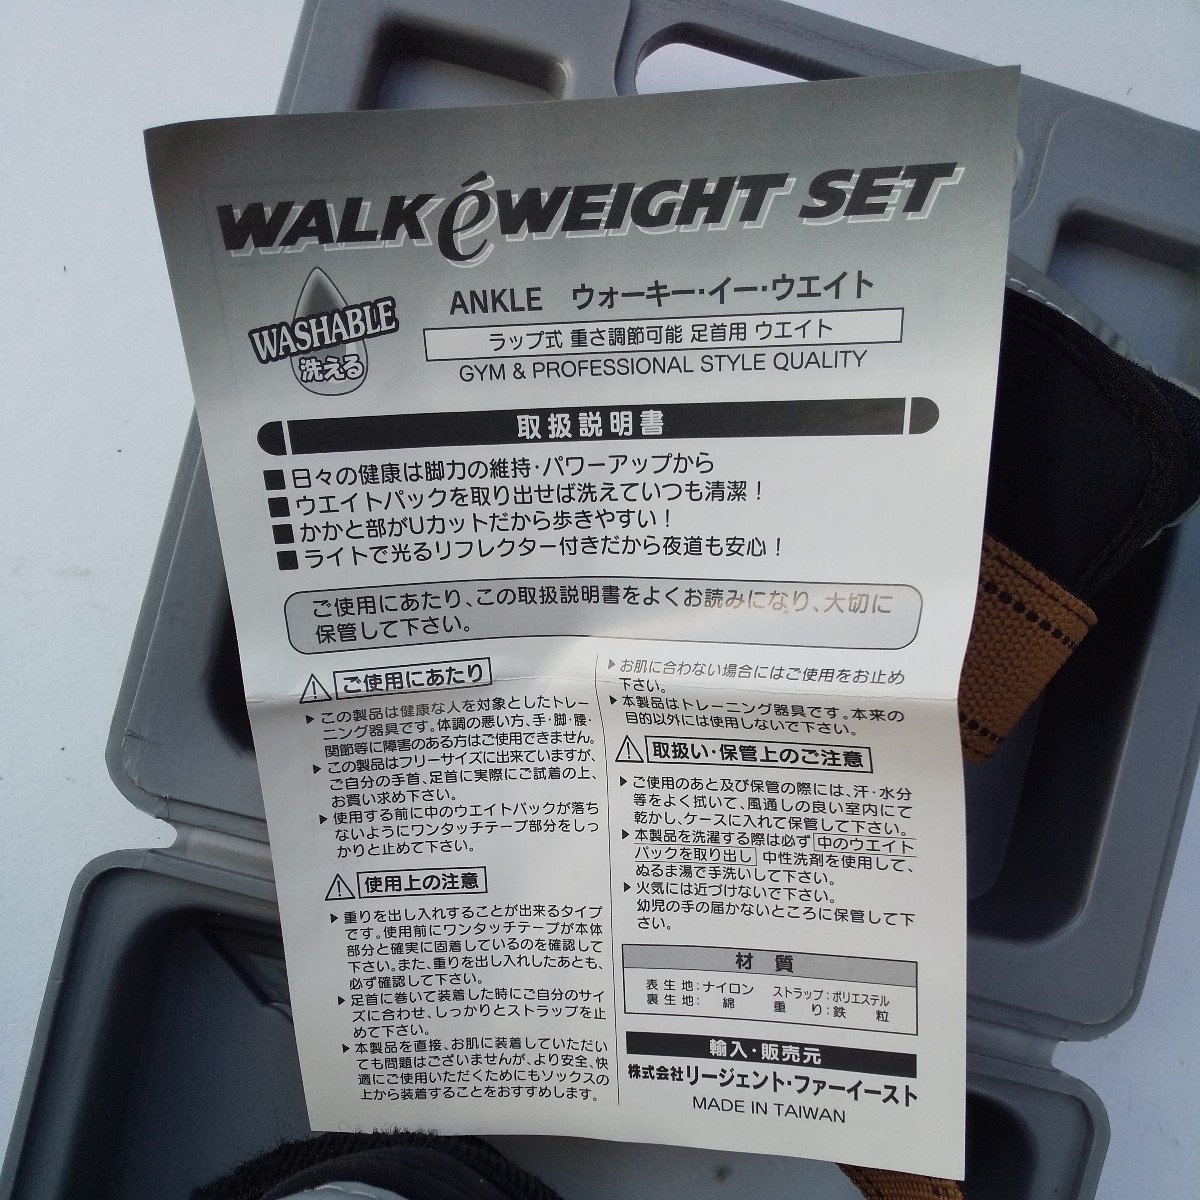 WALK é WEIGHT SET
WASHABLE
洗える
ANKLE ウォーキー・イー・ウエイト
ラップ式 重さ調節可能 足首用 ウエイト
GYM & PROFESSIONAL STYLE QUALITY
取扱説明書
■日々の健康は脚力の維持・パワーアップから
■ウエイトパックを取り出せば洗えていつも清潔！
■かかと部がUカットだから歩きやすい！
■ライトで光るリフレクター付きだから夜道も安心！
ご使用にあたり、この取扱説明書をよくお読みになり、大切に
保管して下さい。
⚠ご使用にあたり
▶この製品は健康な人を対象としたトレー
ニング器具です。体調の悪い方、手・脚・腰・
関節等に障害のある方はご使用できません。
▶この製品はフリーサイズに出来ていますが、
ご自分の手首、足首に実際にご試着の上、
お買い求め下さい。
▶使用する前に中のウエイトパックが落ち
ないようにワンタッチテープ部分をしっ
かりと止めて下さい。
⚠使用上の注意
▶重りを出し入れすることが出来るタイプ
です。使用前にワンタッチテープが本体
部分と確実に固着しているのを確認して
下さい。また、重りを出し入れしたあとも、
必ず確認して下さい。
▶足首に巻いて装着した時にご自分のサイ
ズに合わせ、しっかりとストラップを止
めて下さい。
▶本製品を直接、お肌に装着していただい
ても問題はございませんが、より安全、快
適にご使用いただくためにもソックスの
上から装着することをおすすめします。
▶お肌に合わない場合にはご使用をお止め
下さい。
▶本製品はトレーニング器具です。本来の
目的以外には使用しないで下さい。
⚠取扱い・保管上のご注意
▶ご使用のあと及び保管の際には、汗・水分
等をよく拭いて、風通しの良い室内にて
乾かし、ケースに入れて保管して下さい。
▶本製品を洗濯する際は必ず中のウエイト
パックを取り出し中性洗剤を使用して、
ぬるま湯で手洗いして下さい。
▶火気には近づけないで下さい。
幼児の手の届かないところに保管して下
さい。
材質
表生地：ナイロン ストラップ：ポリエステル
裏生地： 綿 重 り：鉄 粒
輸入・販売元
株式会社リージェント・ファーイースト
MADE IN TAIWAN